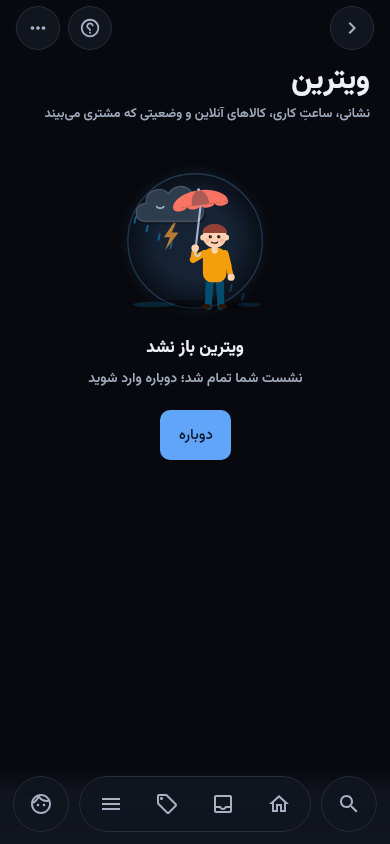 ویترین
نشانی، ساعتِ کاری، کالاهای آنلاین و وضعیتی که مشتری می‌بیند
ویترین باز نشد
نشست شما تمام شد؛ دوباره وارد شوید
دوباره